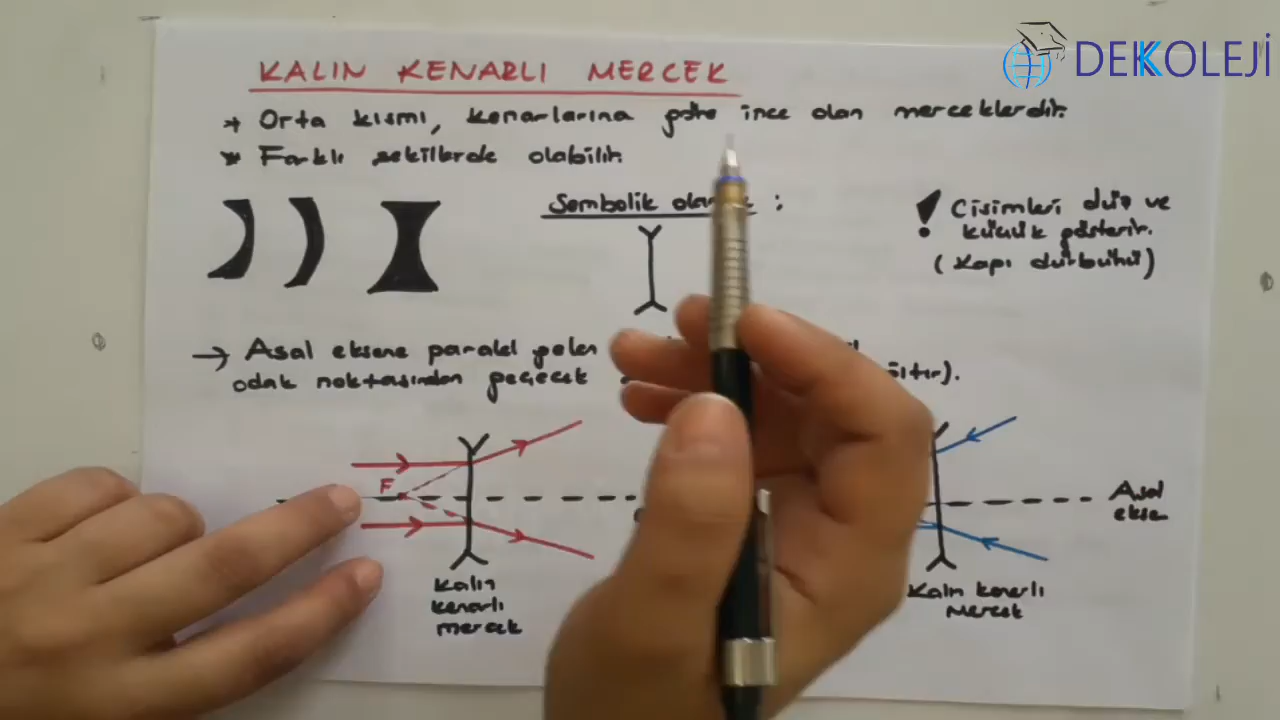 DEKKOLEJİ
KALIN KENARLI MERCEK
* Orta kısmı, kenarlarına göre ince olan merceklerdir.
* Farklı şekillerde olabilir.
Sembolik :
! Cisimleri düz ve
küçük gösterir.
(Kapı dürbünü)
→ Asal eksene paralel gelen
odak noktasından geçecek
F
Asal
eksen
Kalın
kenarlı
mercek
Kalın kenarlı
Mercek